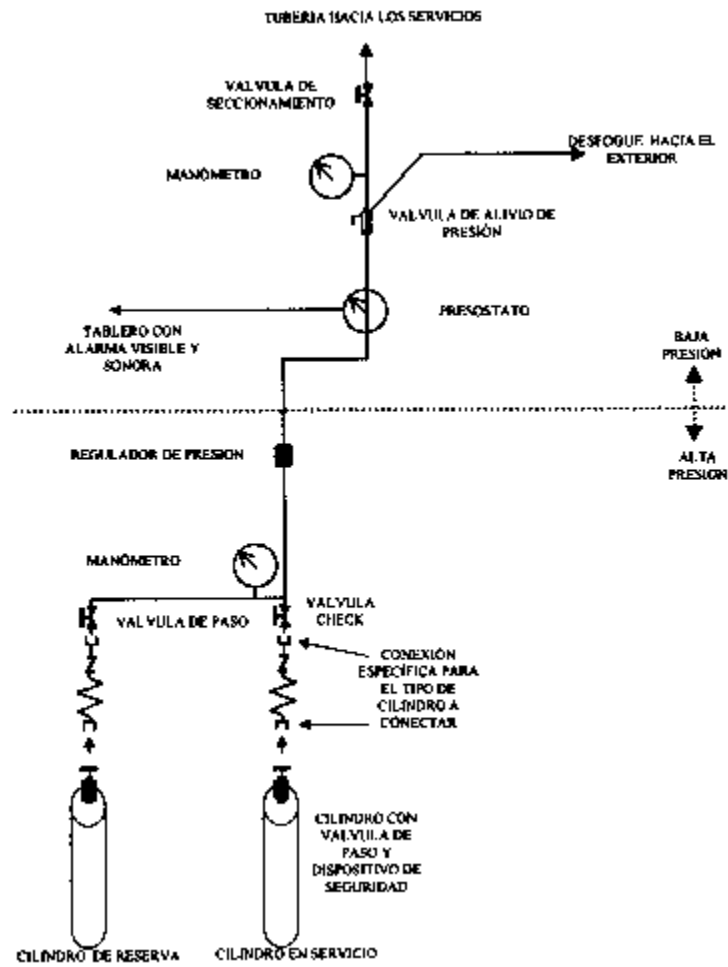 TUBERIA HACIA LOS SERVICIOS
VALVULA DE
SECCIONAMIENTO
DESFOGUE HACIA EL
EXTERIOR
MANÓMETRO
VALVULA DE ALIVIO DE
PRESIÓN
PRESOSTATO
TABLERO CON
ALARMA VISIBLE Y
SONORA
BAJA
PRESIÓN
REGULADOR DE PRESION
ALTA
PRESION
MANÓMETRO
VALVULA DE PASO
VALVULA
CHECK
CONEXIÓN
ESPECÍFICA PARA
EL TIPO DE
CILINDRO A
CONECTAR
CILINDRO CON
VALVULA DE
PASO Y
DISPOSITIVO DE
SEGURIDAD
CILINDRO DE RESERVA
CILINDRO EN SERVICIO